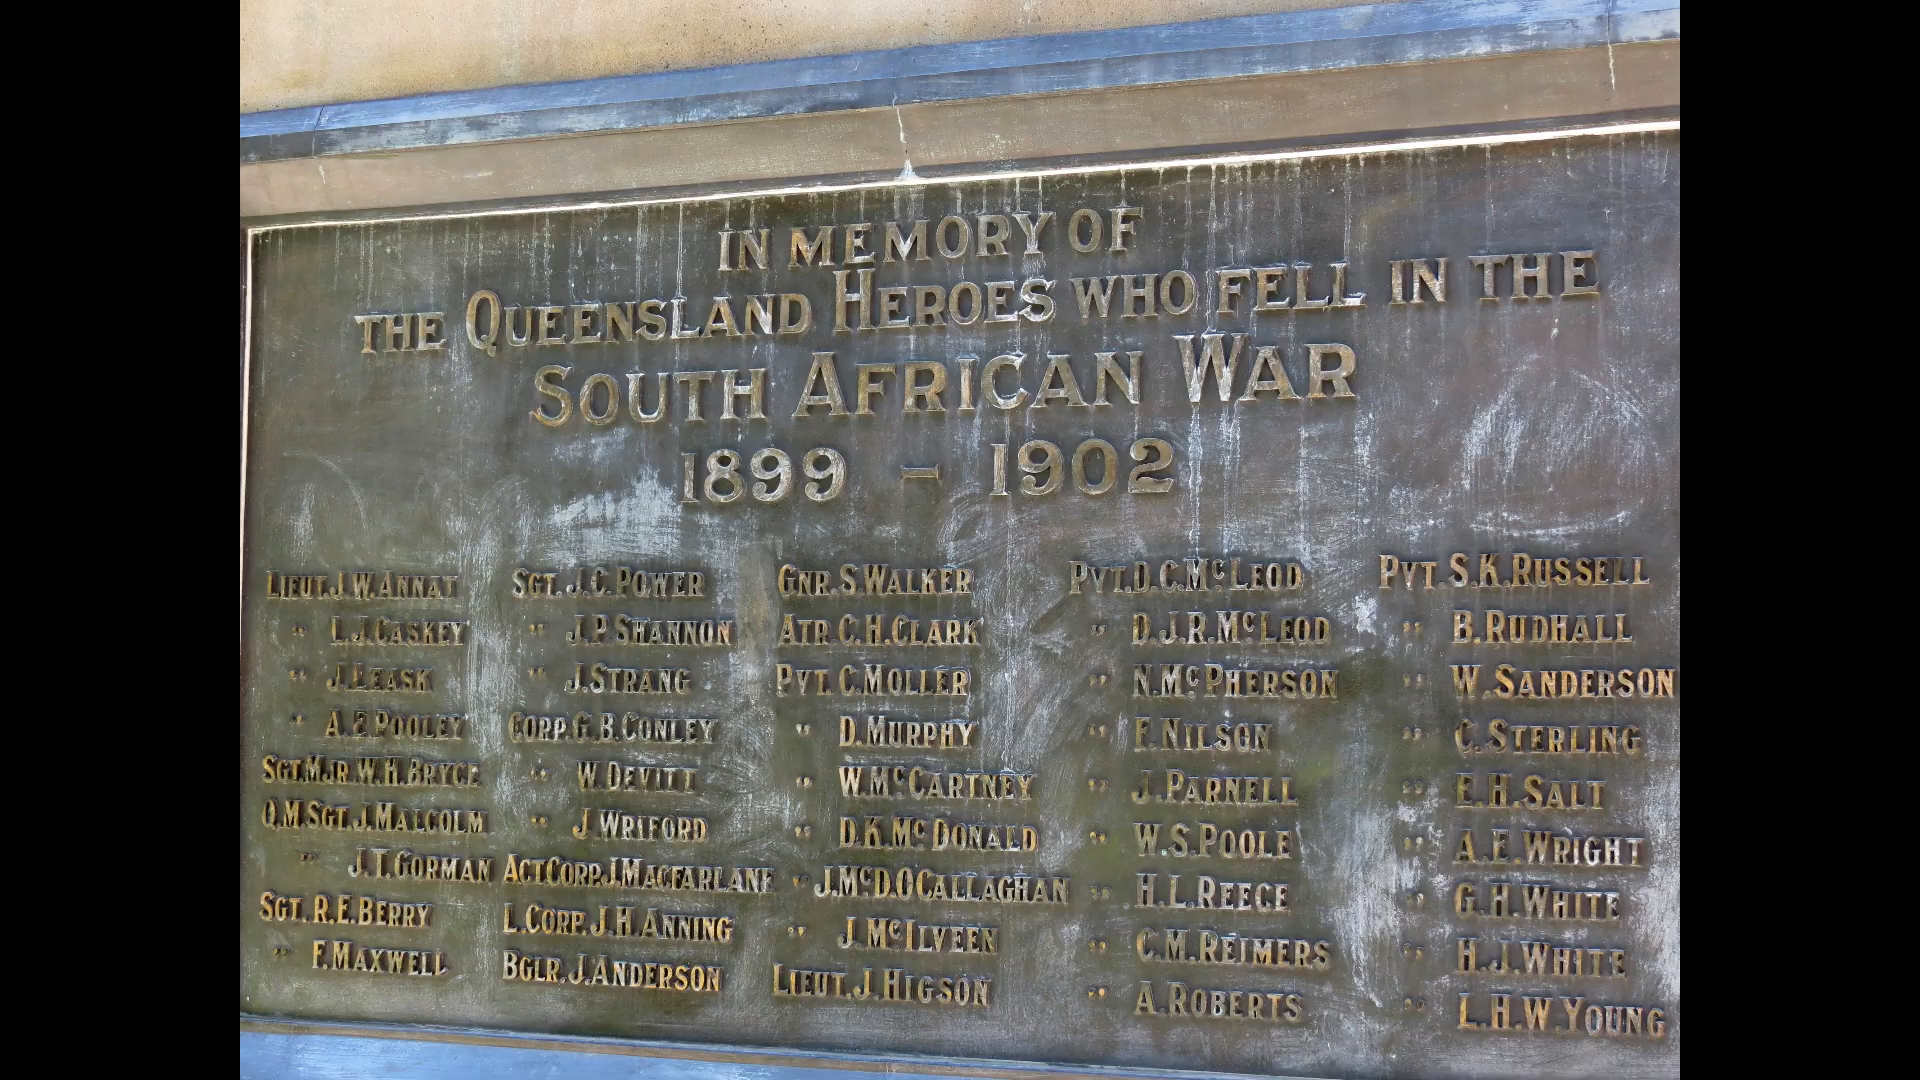 IN MEMORY OF
THE QUEENSLAND HEROES WHO FELL IN THE
SOUTH AFRICAN WAR
1899 – 1902
LIEUT. J. W. ANNAT
" L. J. CASKEY
" J. LEASK
" A. F. POOLEY
SGT. MJR. W. H. BRYCE
Q. M. SGT. J. MALCOLM
" J. T. GORMAN
SGT. R. E. BERRY
" F. MAXWELL
SGT. J. C. POWER
" J. P. SHANNON
" J. STRANG
CORP. G. B. CONLEY
" W. DEVITT
" J WRIFORD
ACT CORP. J. MACFARLANE
L. CORP. J. H. ANNING
BGLR. J. ANDERSON
GNR. S. WALKER
ATR. C. H. CLARK
PVT. C. MOLLER
" D. MURPHY
" W. MCCARTNEY
" D. K. MCDONALD
" J. MCD. O'CALLAGHAN
" J. MCILVEEN
LIEUT. J. HIGSON
PVT. D. C. MCLEOD
" D. J. R. MCLEOD
" N. MCPHERSON
" F. NILSON
" J. PARNELL
" W. S. POOLE
" H. L. REECE
" C. M. REIMERS
" A. ROBERTS
PVT. S. K. RUSSELL
" B. RUDHALL
" W. SANDERSON
" C. STERLING
" E. H. SALT
" A. E. WRIGHT
" G. H. WHITE
" H. J. WHITE
" L. H. W. YOUNG